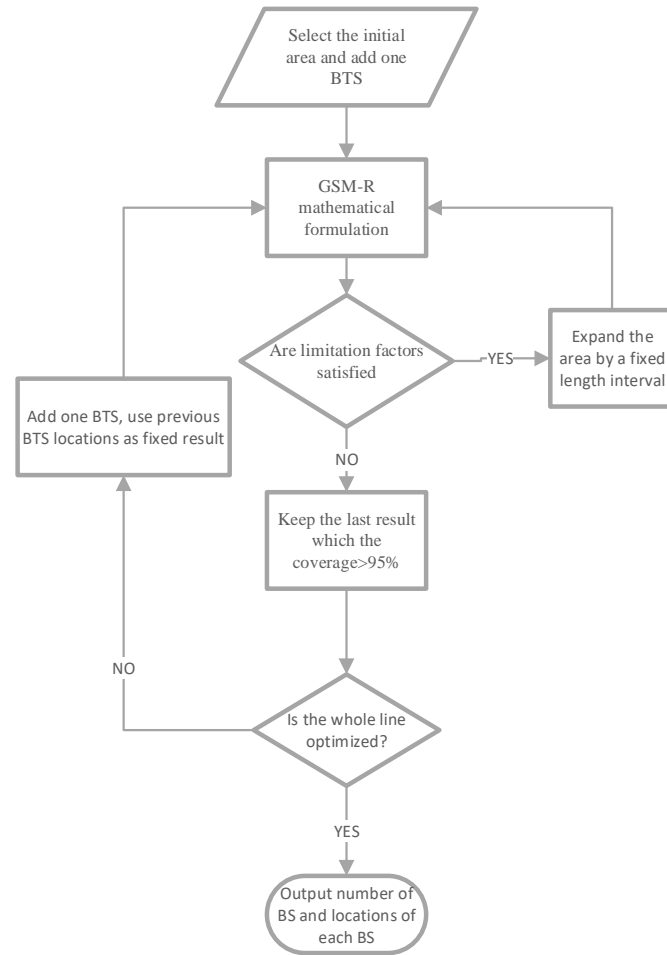 Select the initial
area and add one
BTS
GSM-R
mathematical
formulation
Are limitation factors
satisfied
YES
Expand the
area by a fixed
length interval
Add one BTS, use previous
BTS locations as fixed result
NO
Keep the last result
which the
coverage>95%
NO
Is the whole line
optimized?
YES
Output number of
BS and locations of
each BS